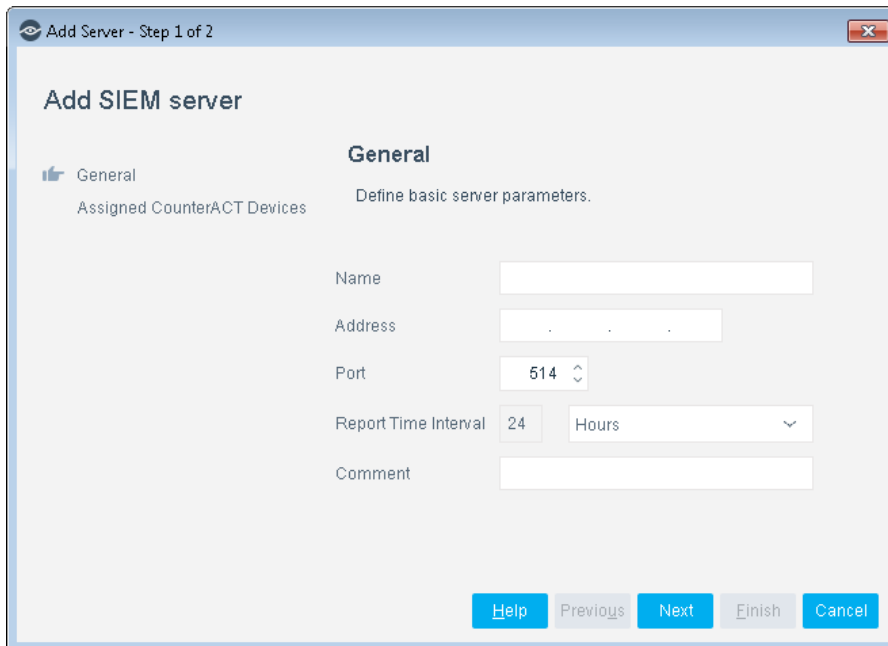 Add Server - Step 1 of 2
Add SIEM server
General
Assigned CounterACT Devices
General
Define basic server parameters.
Name
Address . . .
Port 514
Report Time Interval 24 Hours
Comment
Help Previous Next Finish Cancel